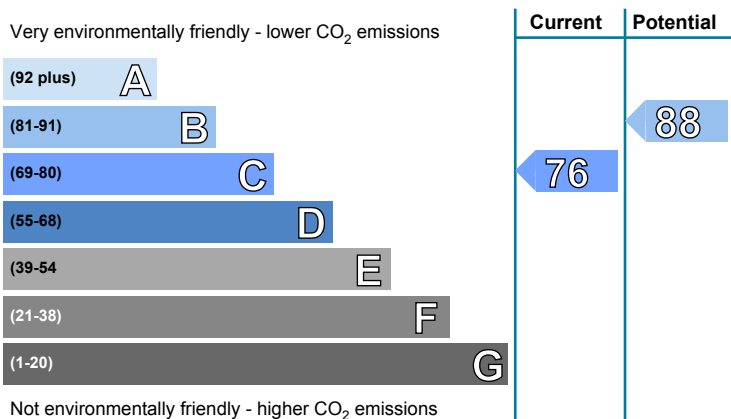 Very environmentally friendly - lower CO2 emissions
Current
Potential
(92 plus) A
(81-91) B
88
(69-80) C
76
(55-68) D
(39-54 E
(21-38) F
(1-20) G
Not environmentally friendly - higher CO2 emissions